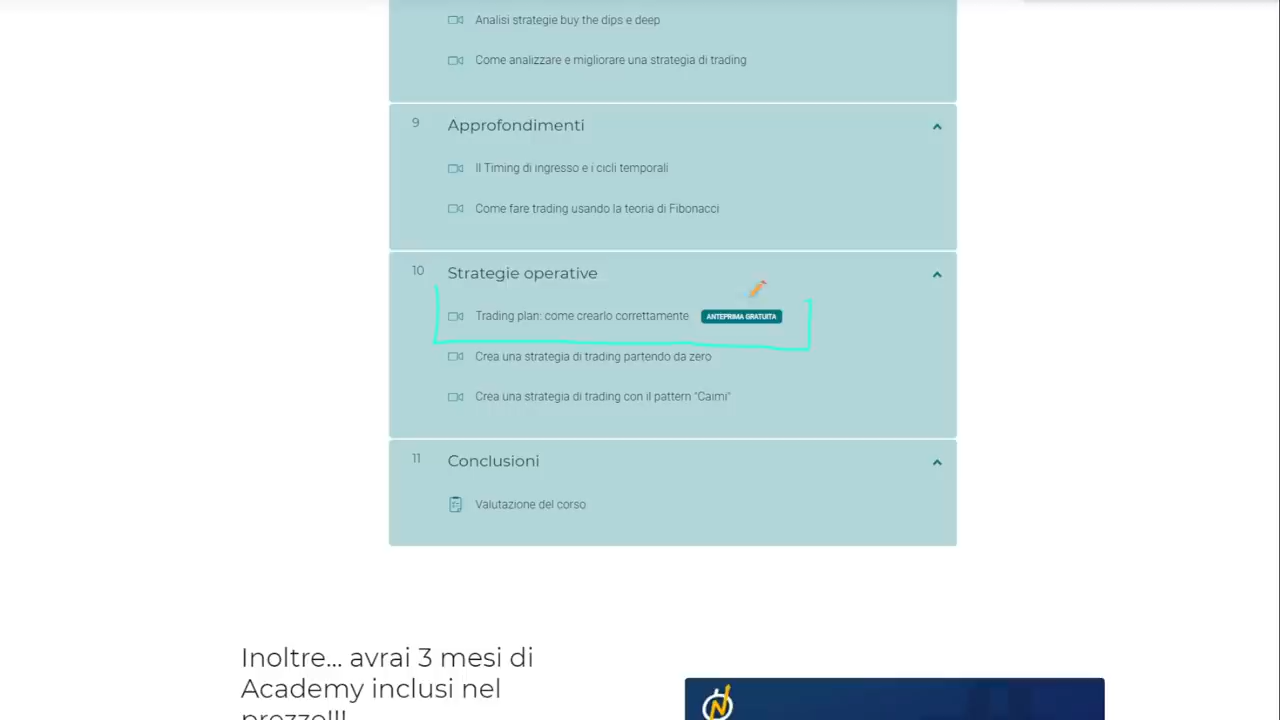 Analisi strategie buy the dips e deep
Come analizzare e migliorare una strategia di trading
9 Approfondimenti
Il Timing di ingresso e i cicli temporali
Come fare trading usando la teoria di Fibonacci
10 Strategie operative
Trading plan: come crearlo correttamente ANTEPRIMA GRATUITA
Crea una strategia di trading partendo da zero
Crea una strategia di trading con il pattern "Caimi"
11 Conclusioni
Valutazione del corso
Inoltre... avrai 3 mesi di
Academy inclusi nel
prezzo!!!